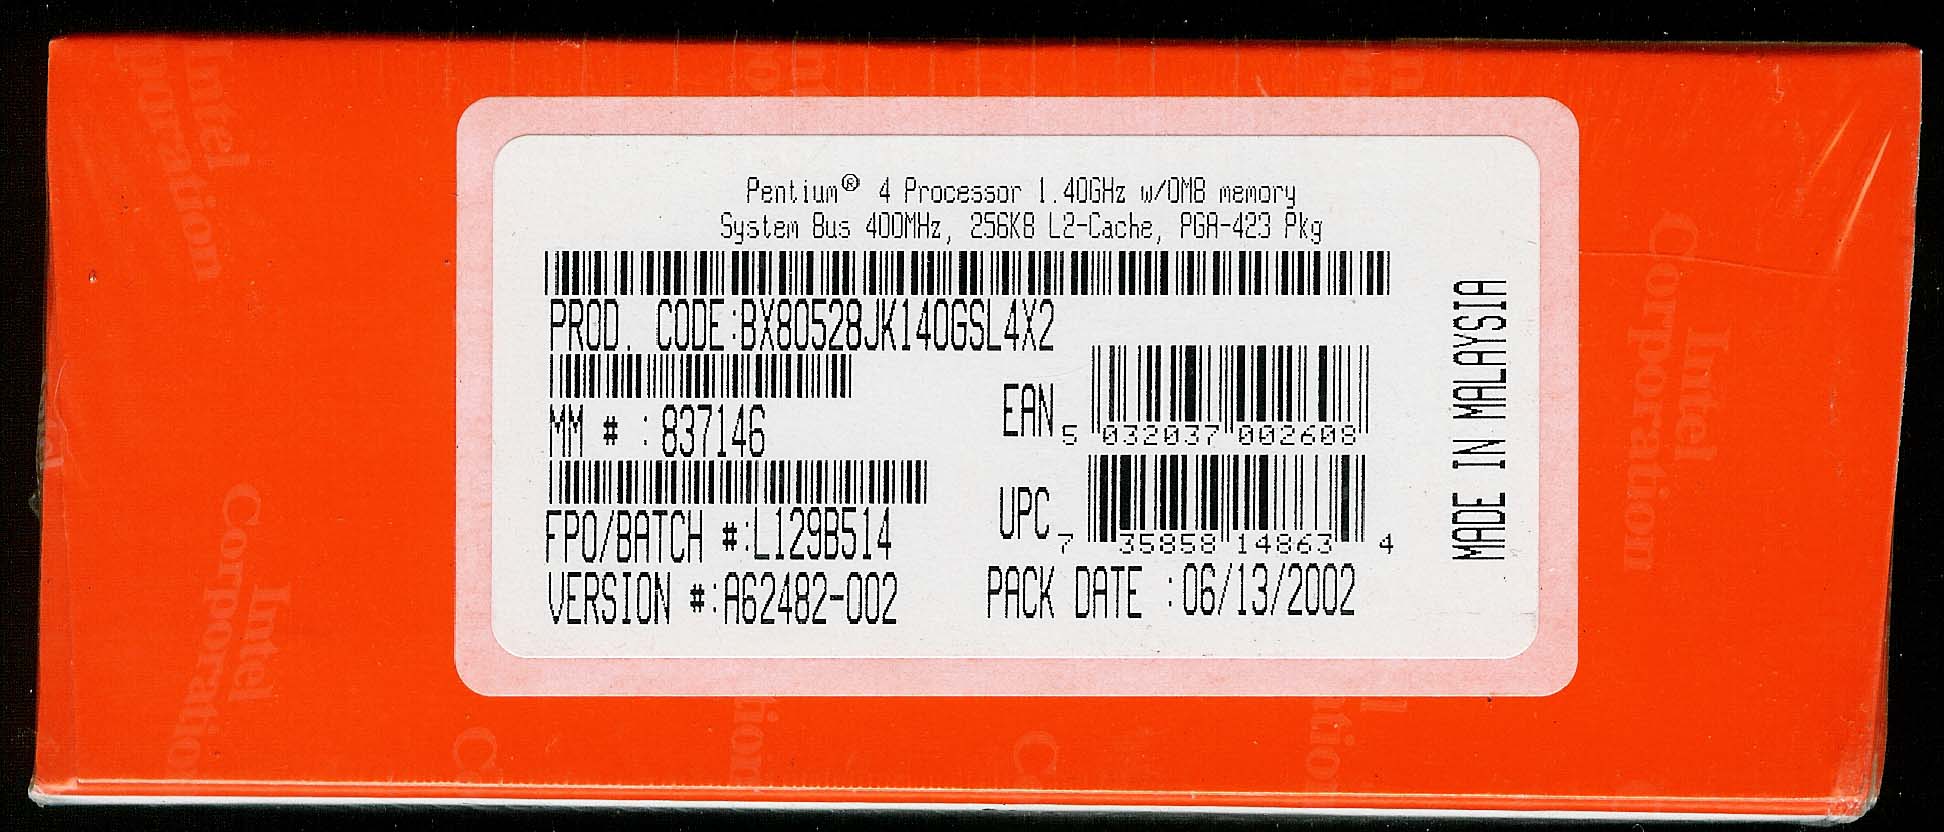 Pentium® 4 Processor 1.40GHz w/0MB memory
System Bus 400MHz, 256KB L2-Cache, PGA-423 Pkg
PROD. CODE:BX80528JK140GSL4X2
MM # :837146
EAN 5 032037 002608
FPO/BATCH #:L129B514
UPC 7 35858 14863 4
VERSION #:A62482-002
PACK DATE :06/13/2002
MADE IN MALAYSIA
Intel
Corporation
Intel
Corporation
Intel
Corporation